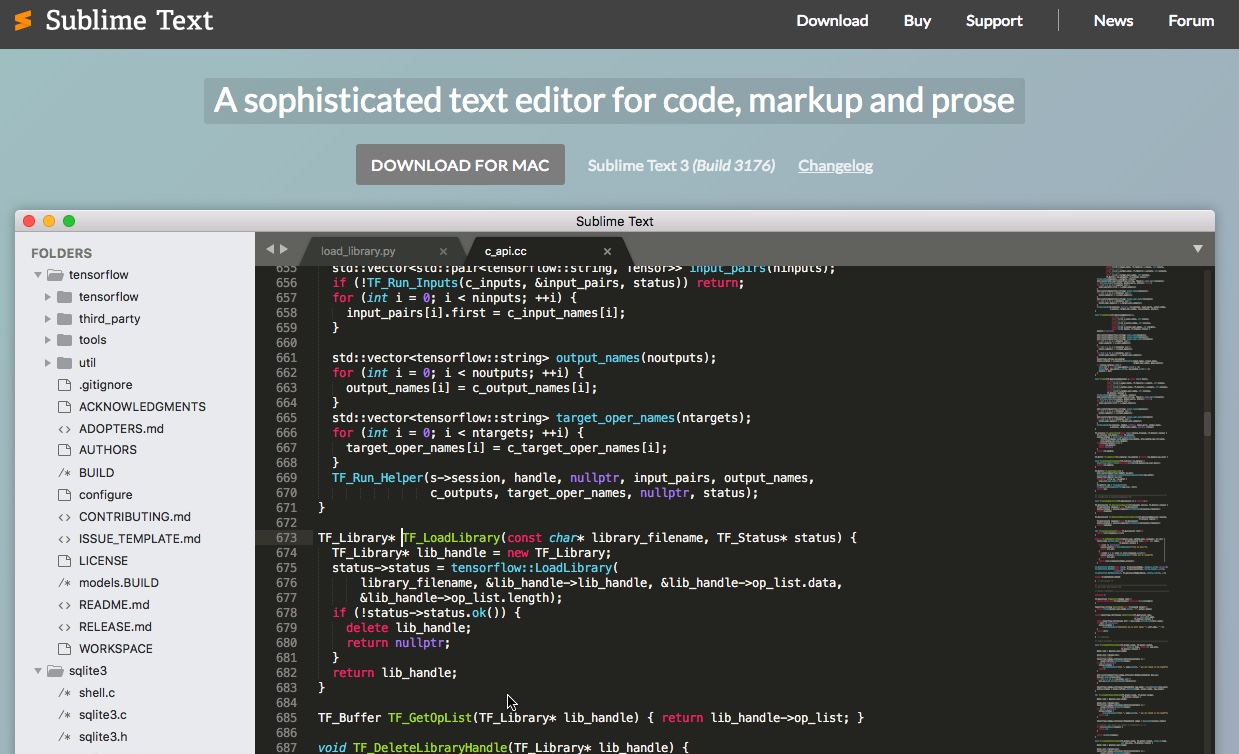 Sublime Text
Download Buy Support News Forum
A sophisticated text editor for code, markup and prose
DOWNLOAD FOR MAC Sublime Text 3 (Build 3176) Changelog
Sublime Text
FOLDERS
tensorflow
tensorflow
third_party
tools
util
.gitignore
ACKNOWLEDGMENTS
ADOPTERS.md
AUTHORS
BUILD
configure
CONTRIBUTING.md
ISSUE_TEMPLATE.md
LICENSE
models.BUILD
README.md
RELEASE.md
WORKSPACE
sqlite3
shell.c
sqlite3.c
sqlite3.h
load_library.py c_api.cc
655 std::vector<std::pair<tensorflow::string, Tensor>> input_pairs(ninputs);
656 if (!TF_Run_Inputs(c_inputs, &input_pairs, status)) return;
657 for (int i = 0; i < ninputs; ++i) {
658 input_pairs[i].first = c_input_names[i];
659 }
660
661 std::vector<tensorflow::string> output_names(noutputs);
662 for (int i = 0; i < noutputs; ++i) {
663 output_names[i] = c_output_names[i];
664 }
665 std::vector<tensorflow::string> target_oper_names(ntargets);
666 for (int i = 0; i < ntargets; ++i) {
667 target_oper_names[i] = c_target_oper_names[i];
668 }
669 TF_Run_Helper(s->session, handle, nullptr, input_pairs, output_names,
670 c_outputs, target_oper_names, nullptr, status);
671 }
672
673 TF_Library* TF_LoadLibrary(const char* library_filename, TF_Status* status) {
674 TF_Library* lib_handle = new TF_Library;
675 status->status = tensorflow::LoadLibrary(
676 library_filename, &lib_handle->lib_handle, &lib_handle->op_list.data,
677 &lib_handle->op_list.length);
678 if (!status->status.ok()) {
679 delete lib_handle;
680 return nullptr;
681 }
682 return lib_handle;
683 }
684
685 TF_Buffer TF_GetOpList(TF_Library* lib_handle) { return lib_handle->op_list; }
686
687 void TF_DeleteLibraryHandle(TF_Library* lib_handle) {